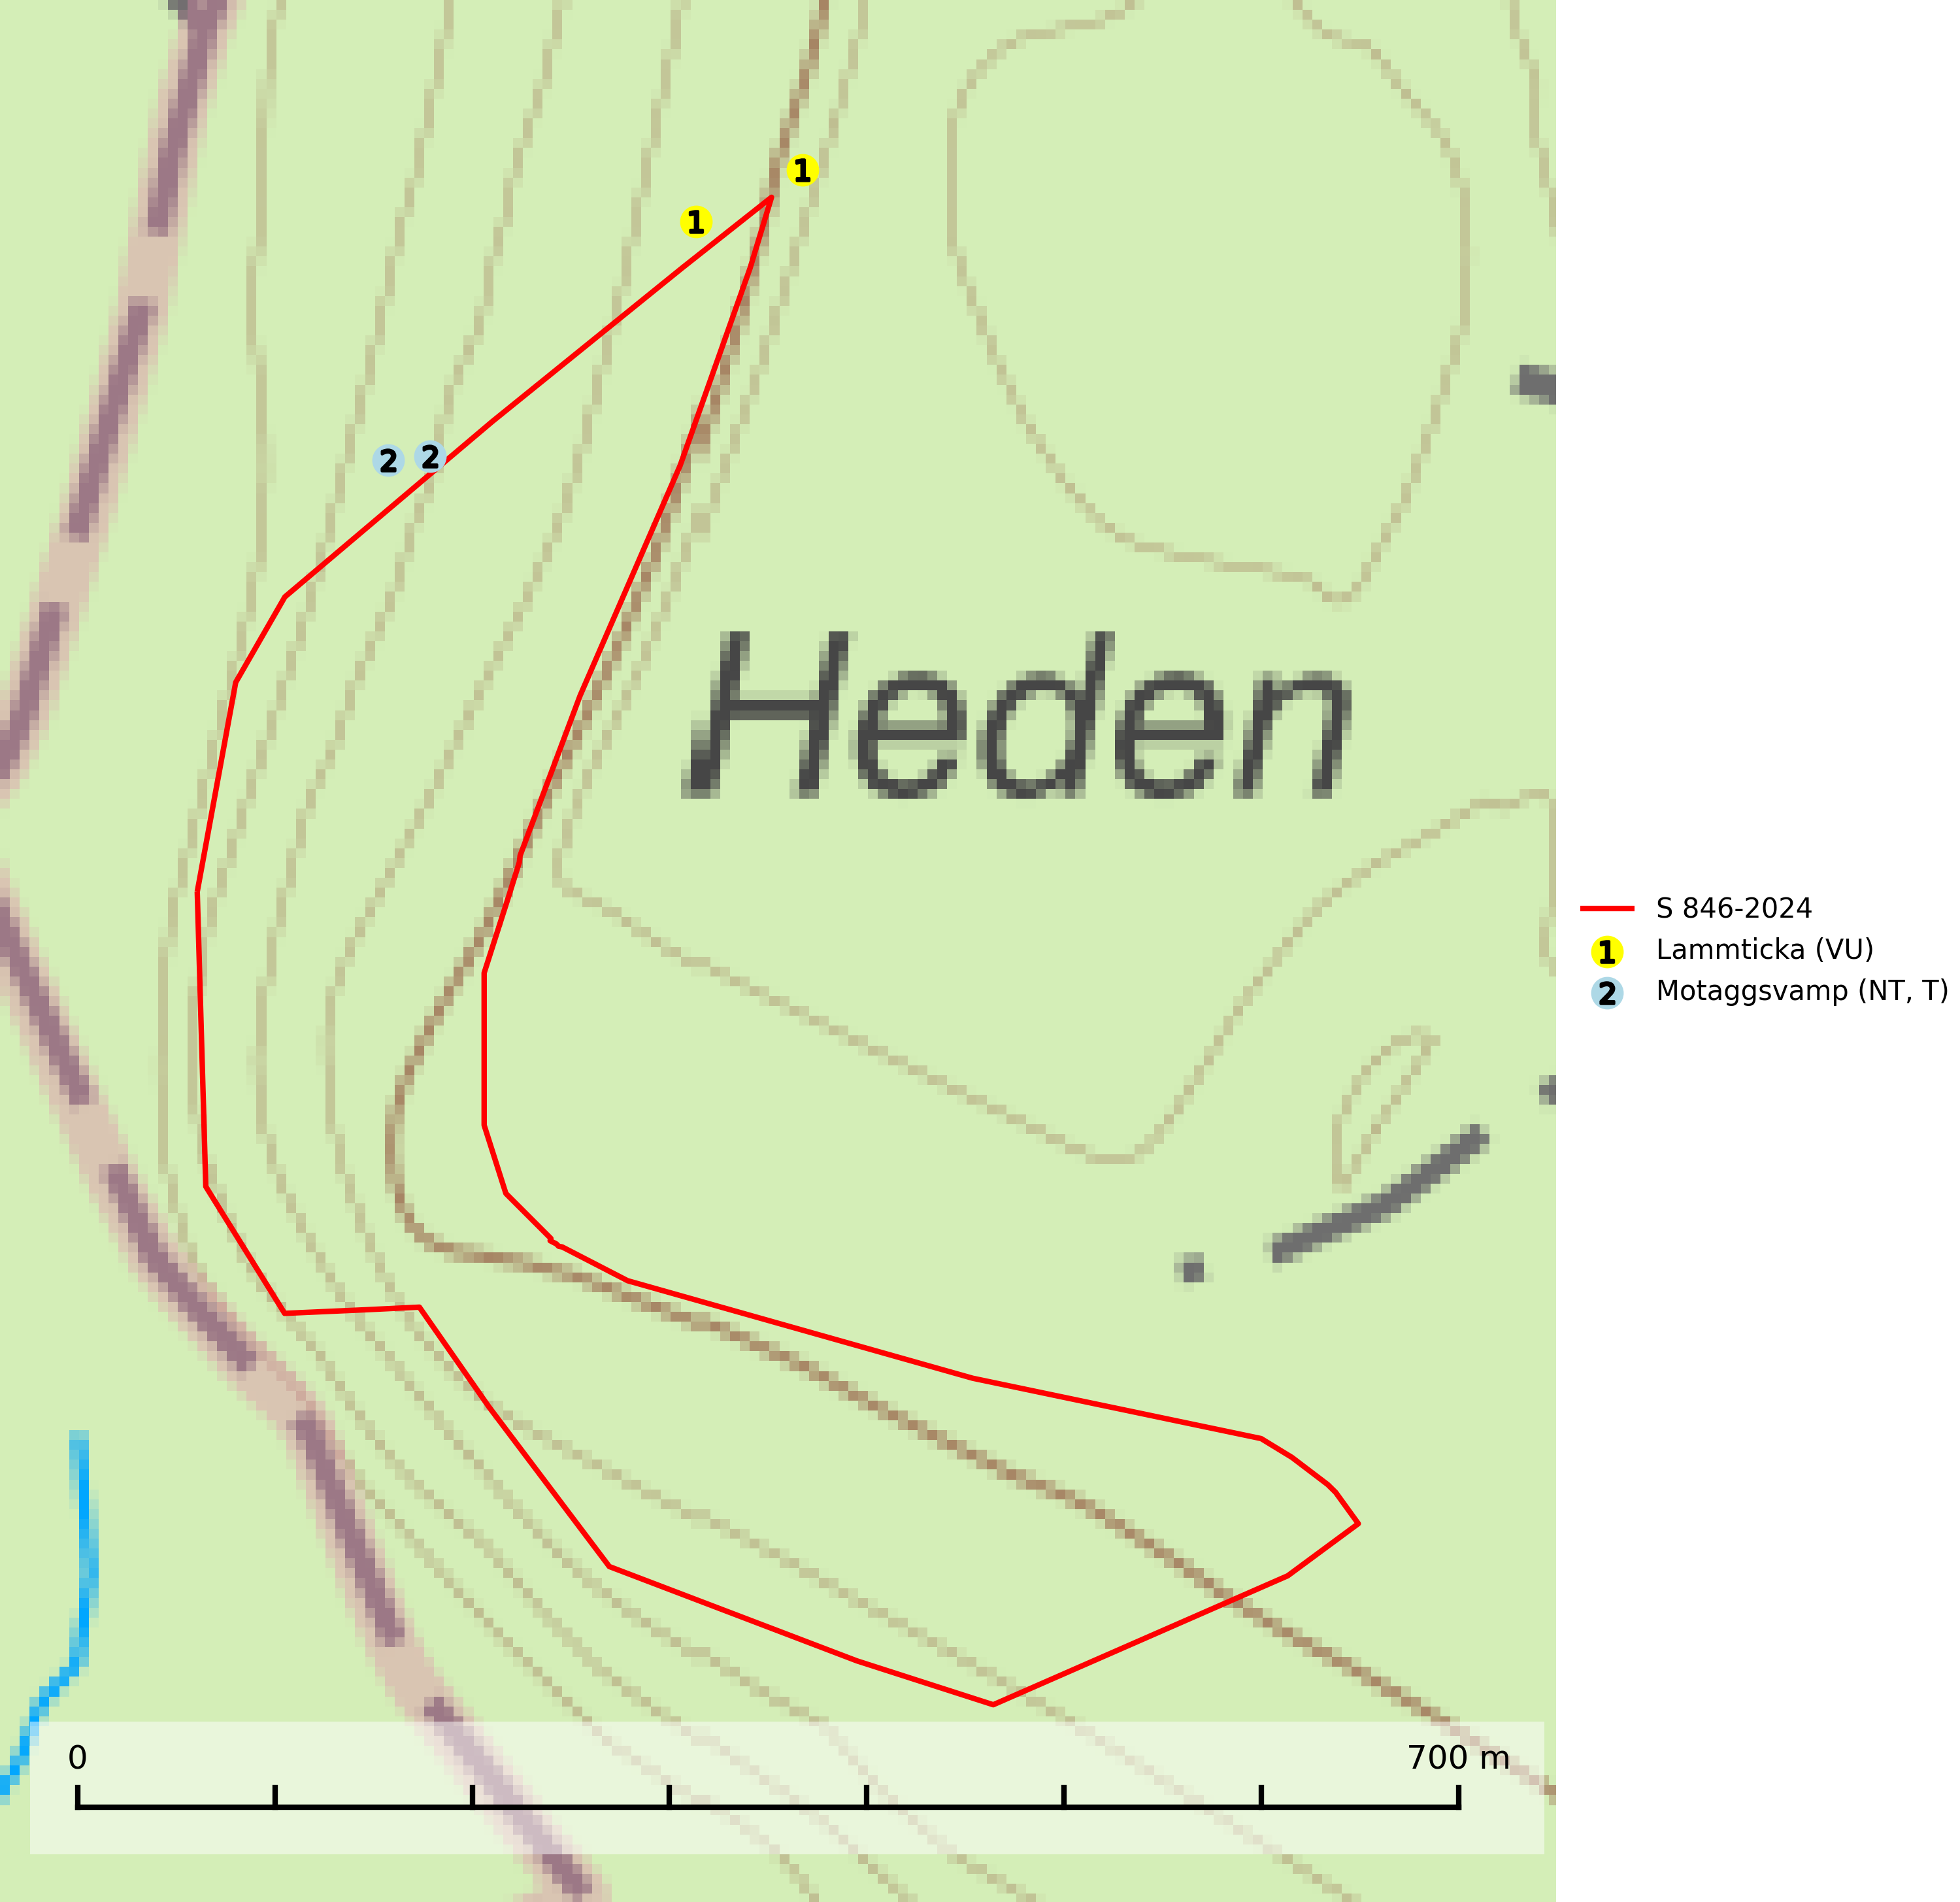 1
1
2 2
Heden
S 846-2024
1 Lammticka (VU)
2 Motaggsvamp (NT, T)
0 700 m